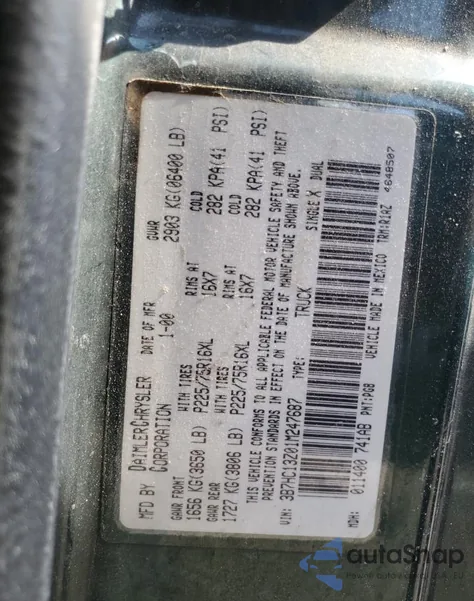 MFD BY DAIMLERCHRYSLER CORPORATION
DATE OF MFR 1-00
GVWR 2903 KG(06400 LB)
GAWR FRONT WITH TIRES RIMS AT COLD
1656 KG(3650 LB) P225/75R16XL 16X7 282 KPA(41 PSI)
GAWR REAR WITH TIRES RIMS AT COLD
1727 KG(3806 LB) P225/75R16XL 16X7 282 KPA(41 PSI)
THIS VEHICLE CONFORMS TO ALL APPLICABLE FEDERAL MOTOR VEHICLE SAFETY AND THEFT
PREVENTION STANDARDS IN EFFECT ON THE DATE OF MANUFACTURE SHOWN ABOVE.
VIN: 3B7HC13Z01M247687 TYPE: TRUCK SINGLE X DUAL
MDH: 011400 741AB PNT:PG8 VEHICLE MADE IN MEXICO TRM:R1AZ 4648507
autoSnap